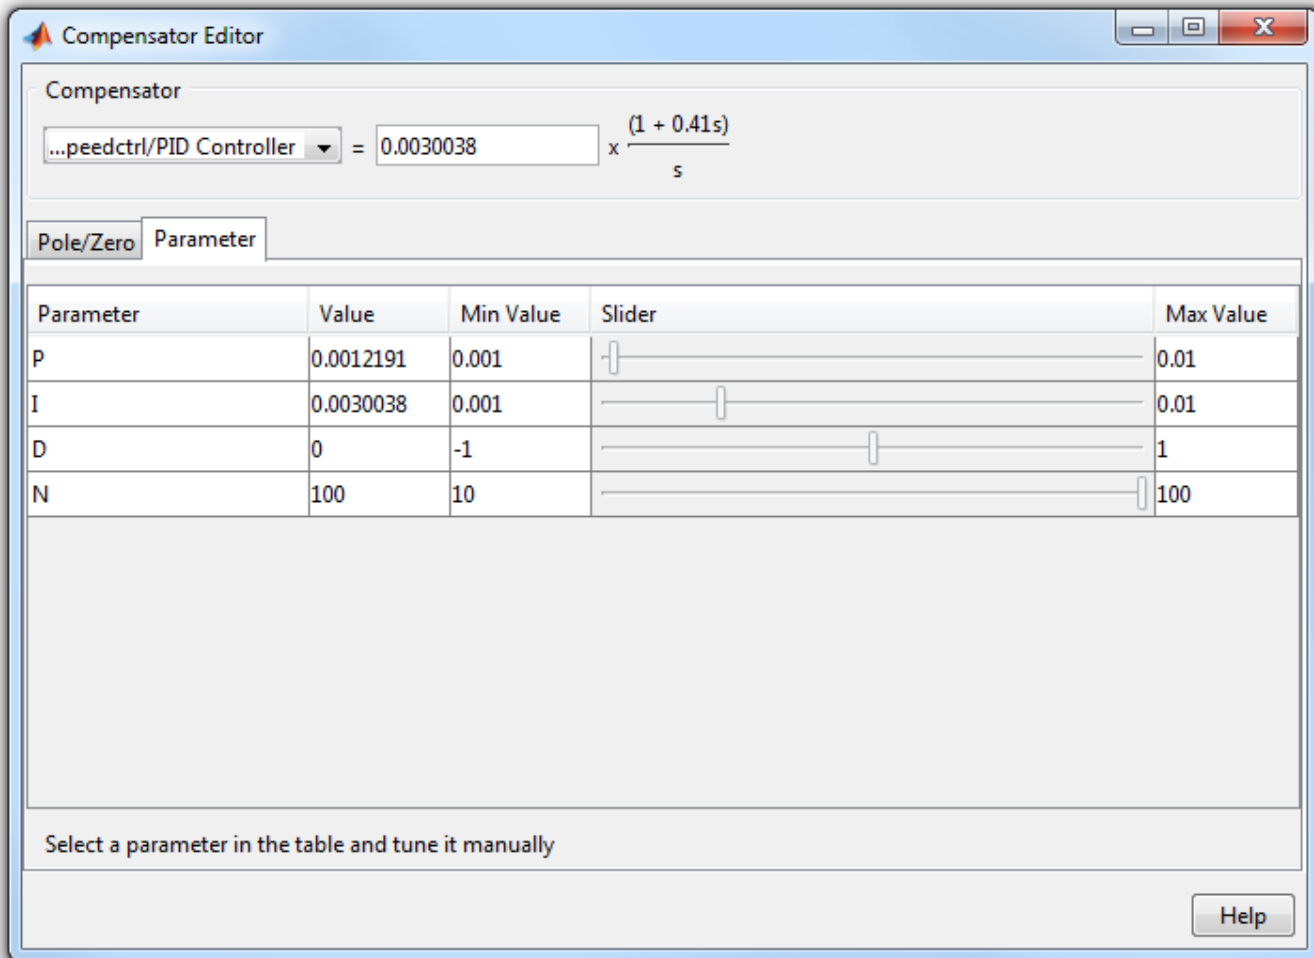 Compensator Editor
Compensator
...peedctrl/PID Controller = 0.0030038 x (1 + 0.41s)
s
Pole/Zero Parameter
Parameter Value Min Value Slider Max Value
P 0.0012191 0.001 0.01
I 0.0030038 0.001 0.01
D 0 -1 1
N 100 10 100
Select a parameter in the table and tune it manually
Help